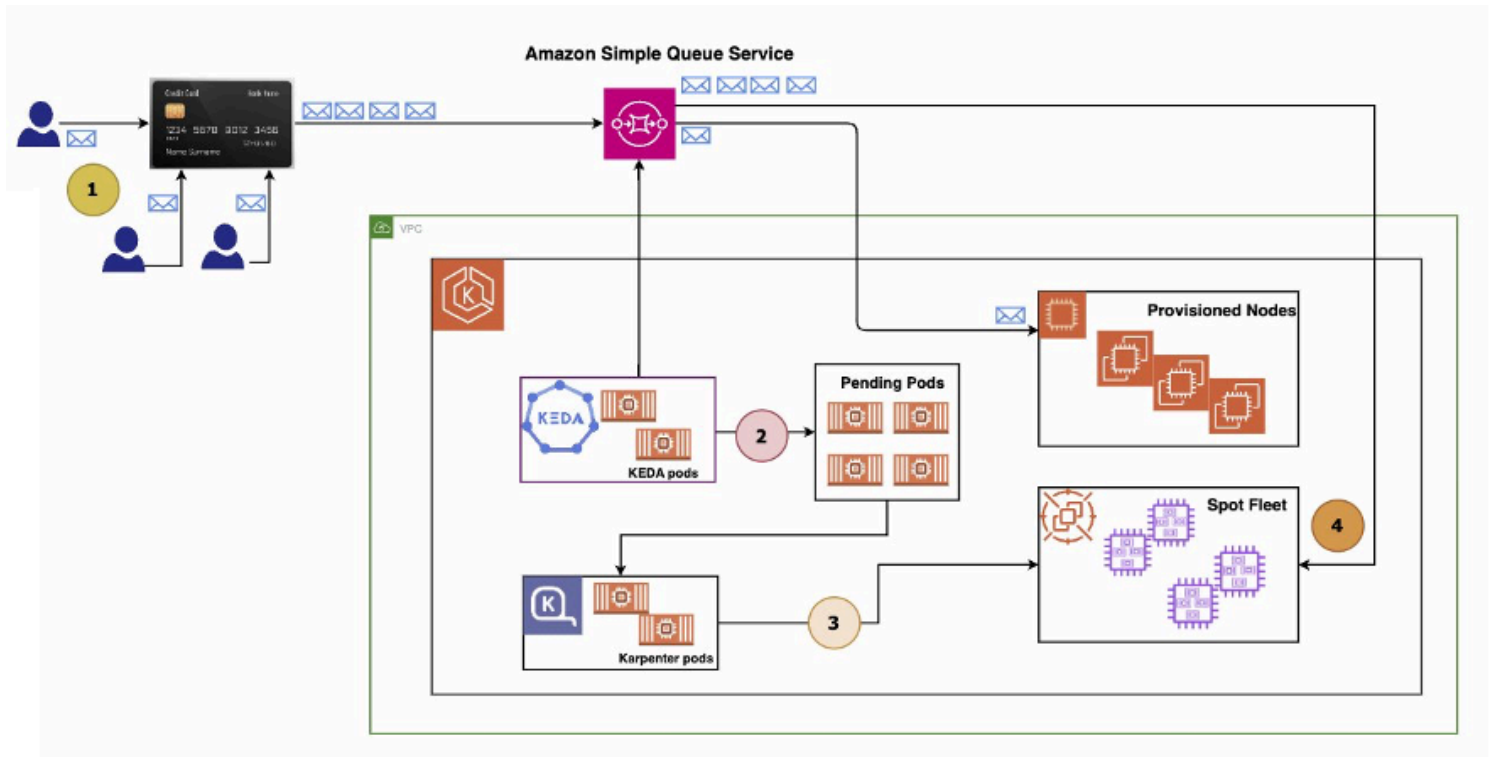 Amazon Simple Queue Service
Credit Card
1234 5678 9012 3456
Name Surname
1
VPC
K
Provisioned Nodes
Pending Pods
KEDA
KEDA pods
2
Spot Fleet
4
K
Karpenter pods
3